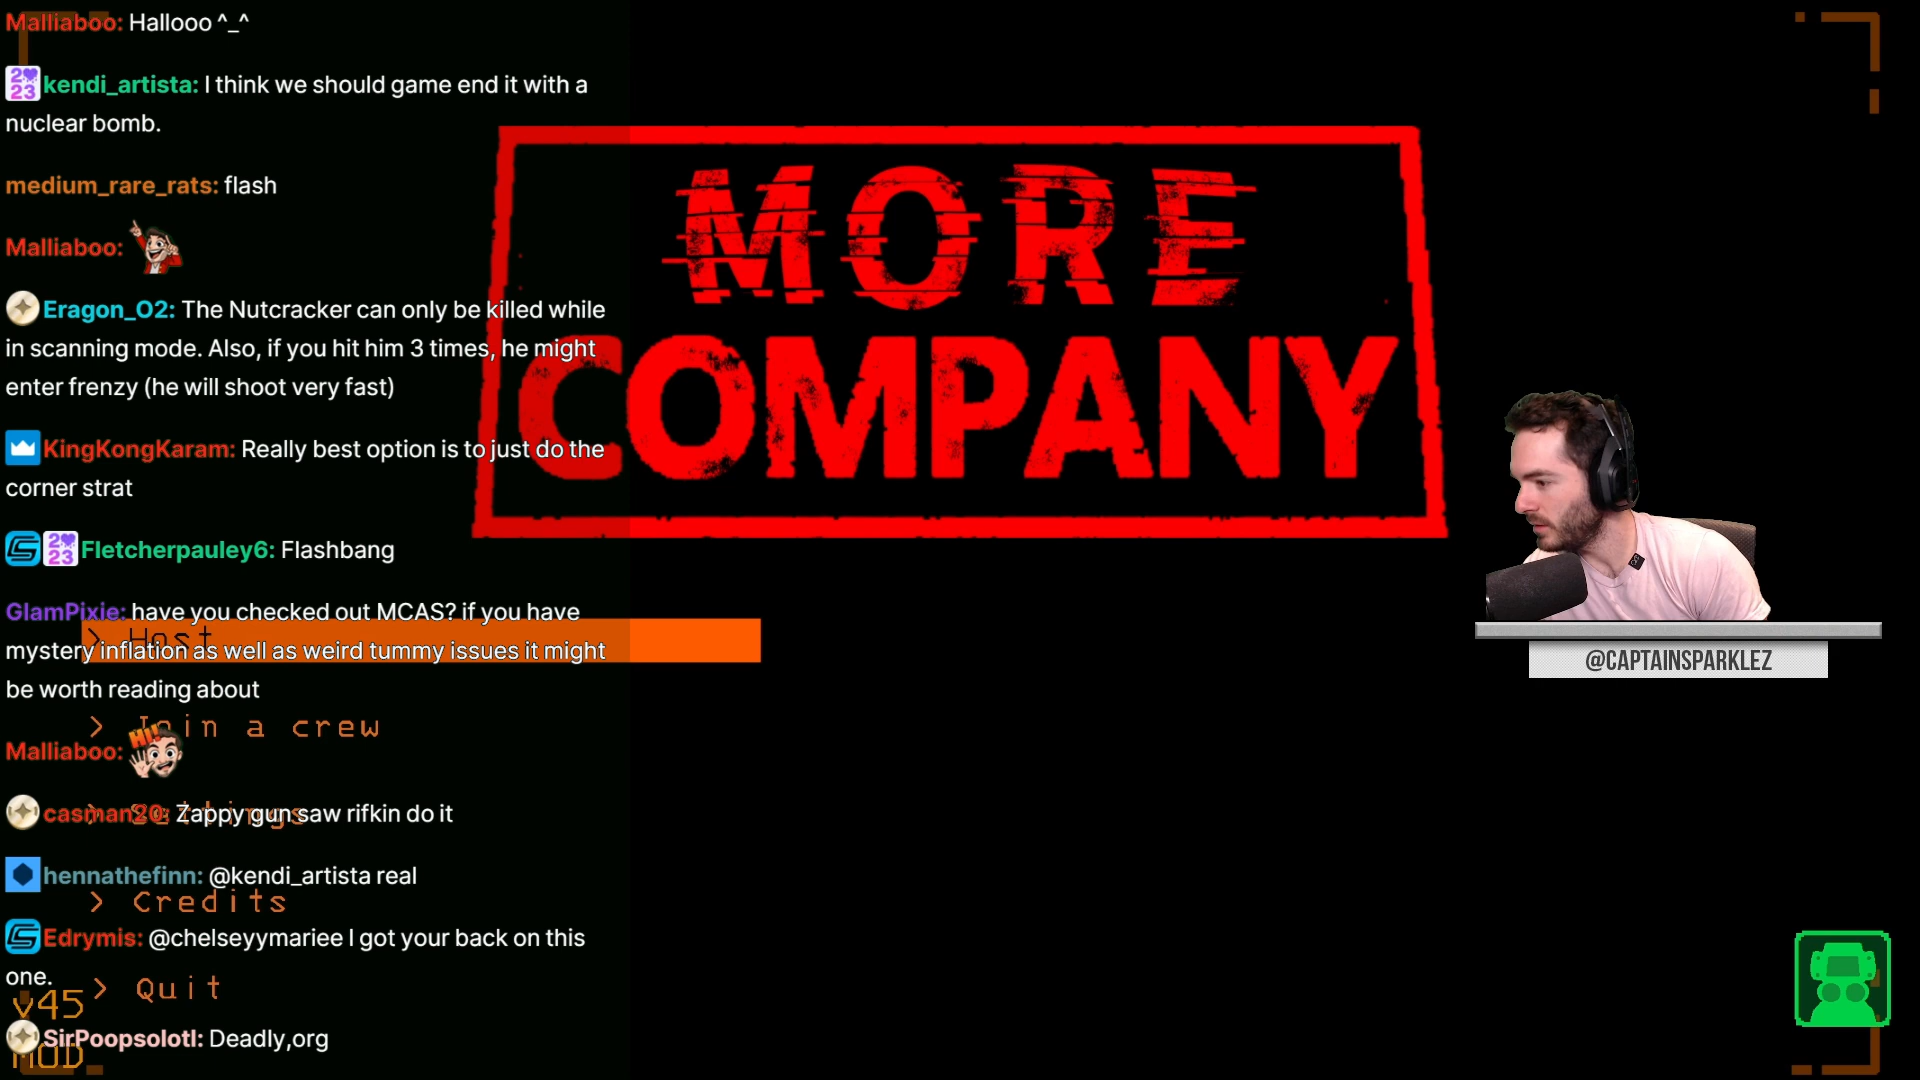 Malliaboo: Hallooo ^_^
kendi_artista: I think we should game end it with a
nuclear bomb.
medium_rare_rats: flash
Malliaboo:
Eragon_O2: The Nutcracker can only be killed while
in scanning mode. Also, if you hit him 3 times, he might
enter frenzy (he will shoot very fast)
KingKongKaram: Really best option is to just do the
corner strat
Fletcherpauley6: Flashbang
GlamPixie: have you checked out MCAS? if you have
mystery inflation as well as weird tummy issues it might
be worth reading about
Malliaboo: Hi!
casman20: Zappy gun saw rifkin do it
hennathefinn: @kendi_artista real
Edrymis: @chelseyymariee I got your back on this
one.
SirPoopsolotl: Deadly,org
MORE
COMPANY
> Host
> Join a crew
> Settings
> Credits
> Quit
v45
MOD
@CAPTAINSPARKLEZ